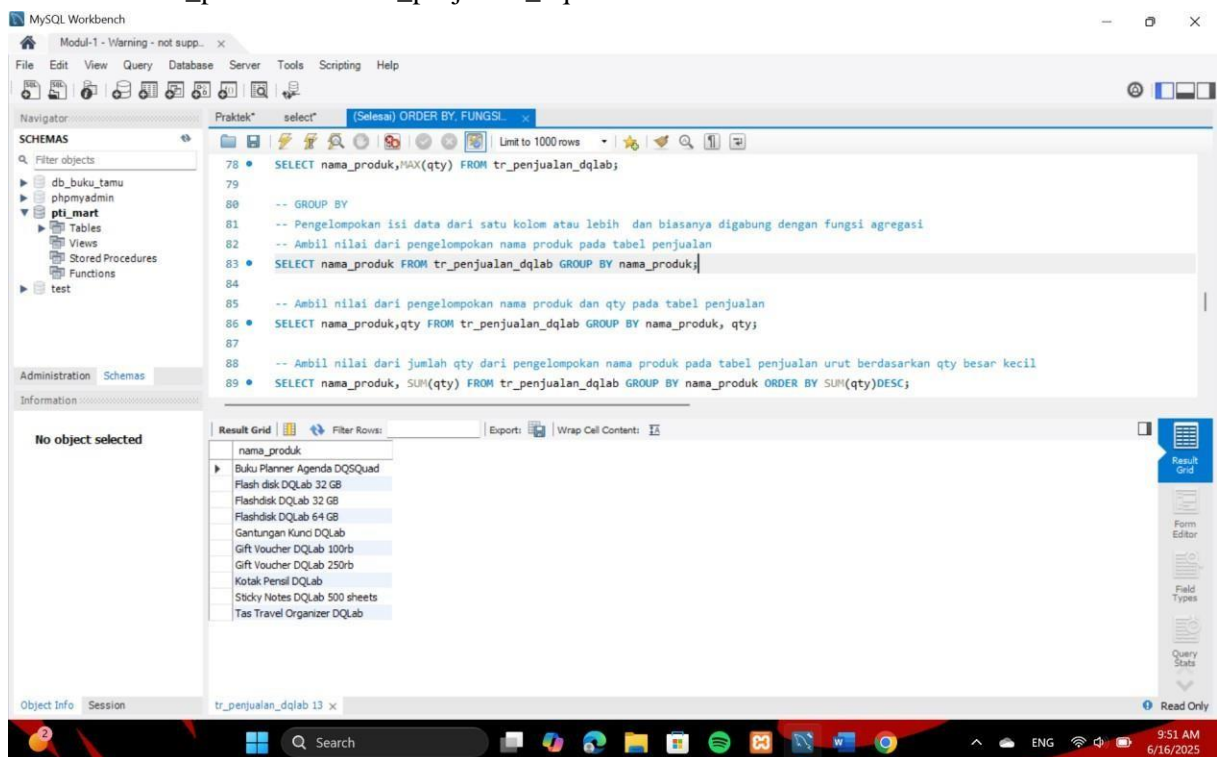 MySQL Workbench
Modul-1 - Warning - not supp..
File Edit View Query Database Server Tools Scripting Help
Navigator
SCHEMAS
Filter objects
db_buku_tamu
phpmyadmin
pti_mart
Tables
Views
Stored Procedures
Functions
test
Administration Schemas
Information
No object selected
Object Info Session
Praktek* select* (Selesai) ORDER BY, FUNGSI...
Limit to 1000 rows
78 SELECT nama_produk,MAX(qty) FROM tr_penjualan_dqlab;
79
80 -- GROUP BY
81 -- Pengelompokan isi data dari satu kolom atau lebih dan biasanya digabung dengan fungsi agregasi
82 -- Ambil nilai dari pengelompokan nama produk pada tabel penjualan
83 SELECT nama_produk FROM tr_penjualan_dqlab GROUP BY nama_produk;
84
85 -- Ambil nilai dari pengelompokan nama produk dan qty pada tabel penjualan
86 SELECT nama_produk,qty FROM tr_penjualan_dqlab GROUP BY nama_produk, qty;
87
88 -- Ambil nilai dari jumlah qty dari pengelompokan nama produk pada tabel penjualan urut berdasarkan qty besar kecil
89 SELECT nama_produk, SUM(qty) FROM tr_penjualan_dqlab GROUP BY nama_produk ORDER BY SUM(qty)DESC;
Result Grid Filter Rows: Export: Wrap Cell Content:
nama_produk
Buku Planner Agenda DQSQuad
Flash disk DQLab 32 GB
Flashdisk DQLab 32 GB
Flashdisk DQLab 64 GB
Gantungan Kunci DQLab
Gift Voucher DQLab 100rb
Gift Voucher DQLab 250rb
Kotak Pensil DQLab
Sticky Notes DQLab 500 sheets
Tas Travel Organizer DQLab
Result Grid
Form Editor
Field Types
Query Stats
tr_penjualan_dqlab 13
Read Only
2
Search
ENG
9:51 AM
6/16/2025